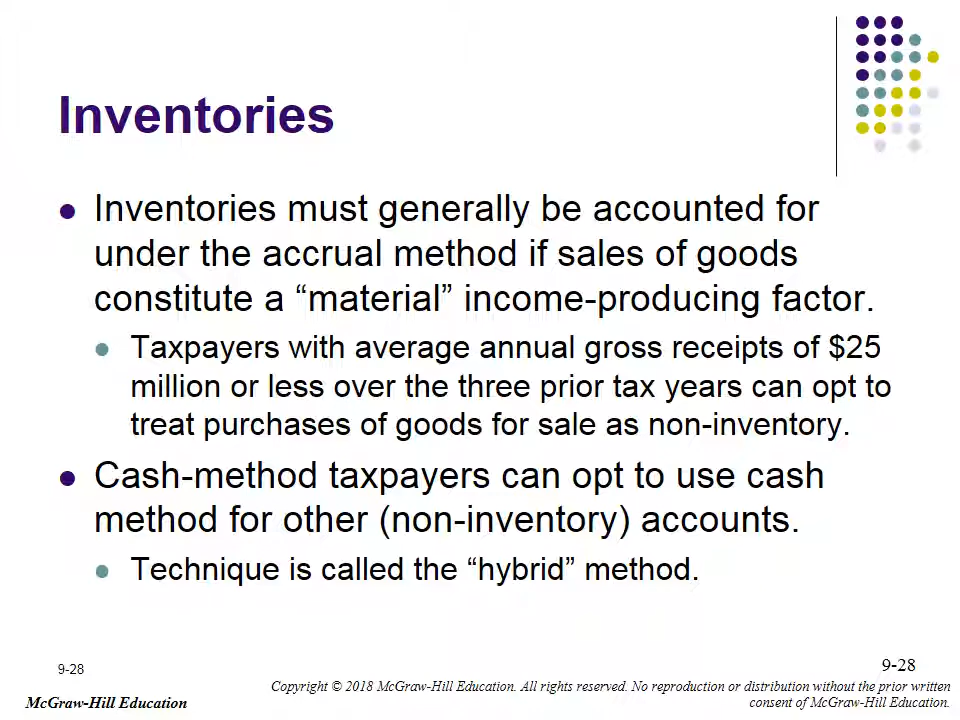 Inventories
● Inventories must generally be accounted for
under the accrual method if sales of goods
constitute a “material” income-producing factor.
● Taxpayers with average annual gross receipts of $25
million or less over the three prior tax years can opt to
treat purchases of goods for sale as non-inventory.
● Cash-method taxpayers can opt to use cash
method for other (non-inventory) accounts.
● Technique is called the “hybrid” method.
9-28
9-28
McGraw-Hill Education
Copyright © 2018 McGraw-Hill Education. All rights reserved. No reproduction or distribution without the prior written
consent of McGraw-Hill Education.